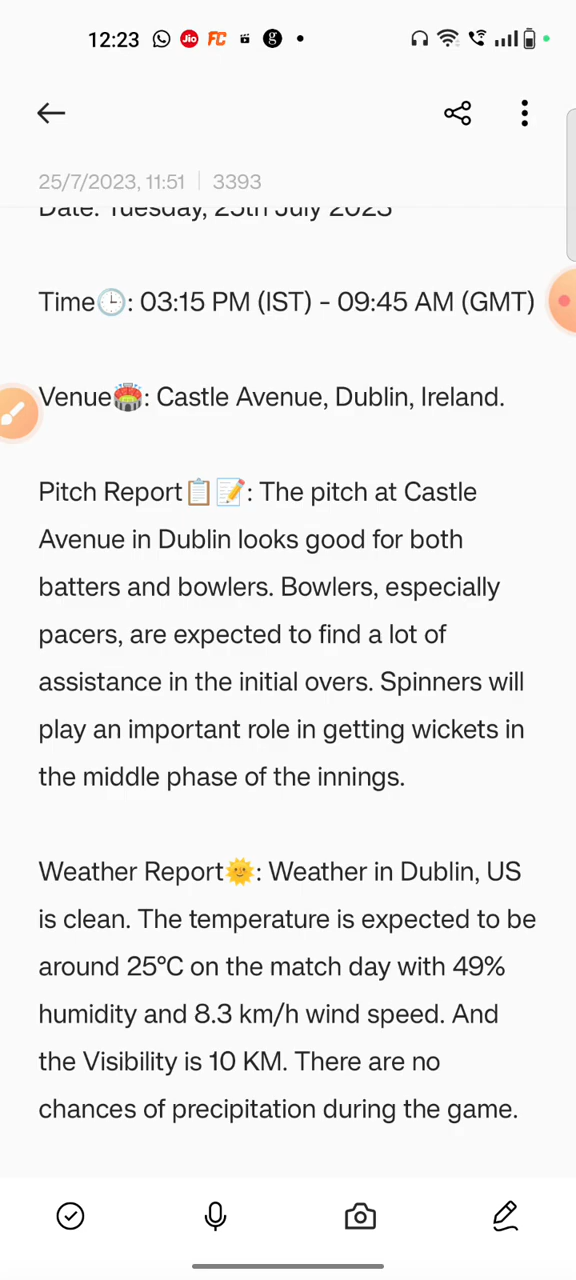 12:23
25/7/2023, 11:51 | 3393
Date: Tuesday, 25th July 2023
Time🕒: 03:15 PM (IST) - 09:45 AM (GMT)
Venue🏟️: Castle Avenue, Dublin, Ireland.
Pitch Report📋📝: The pitch at Castle
Avenue in Dublin looks good for both
batters and bowlers. Bowlers, especially
pacers, are expected to find a lot of
assistance in the initial overs. Spinners will
play an important role in getting wickets in
the middle phase of the innings.
Weather Report🌞: Weather in Dublin, US
is clean. The temperature is expected to be
around 25°C on the match day with 49%
humidity and 8.3 km/h wind speed. And
the Visibility is 10 KM. There are no
chances of precipitation during the game.